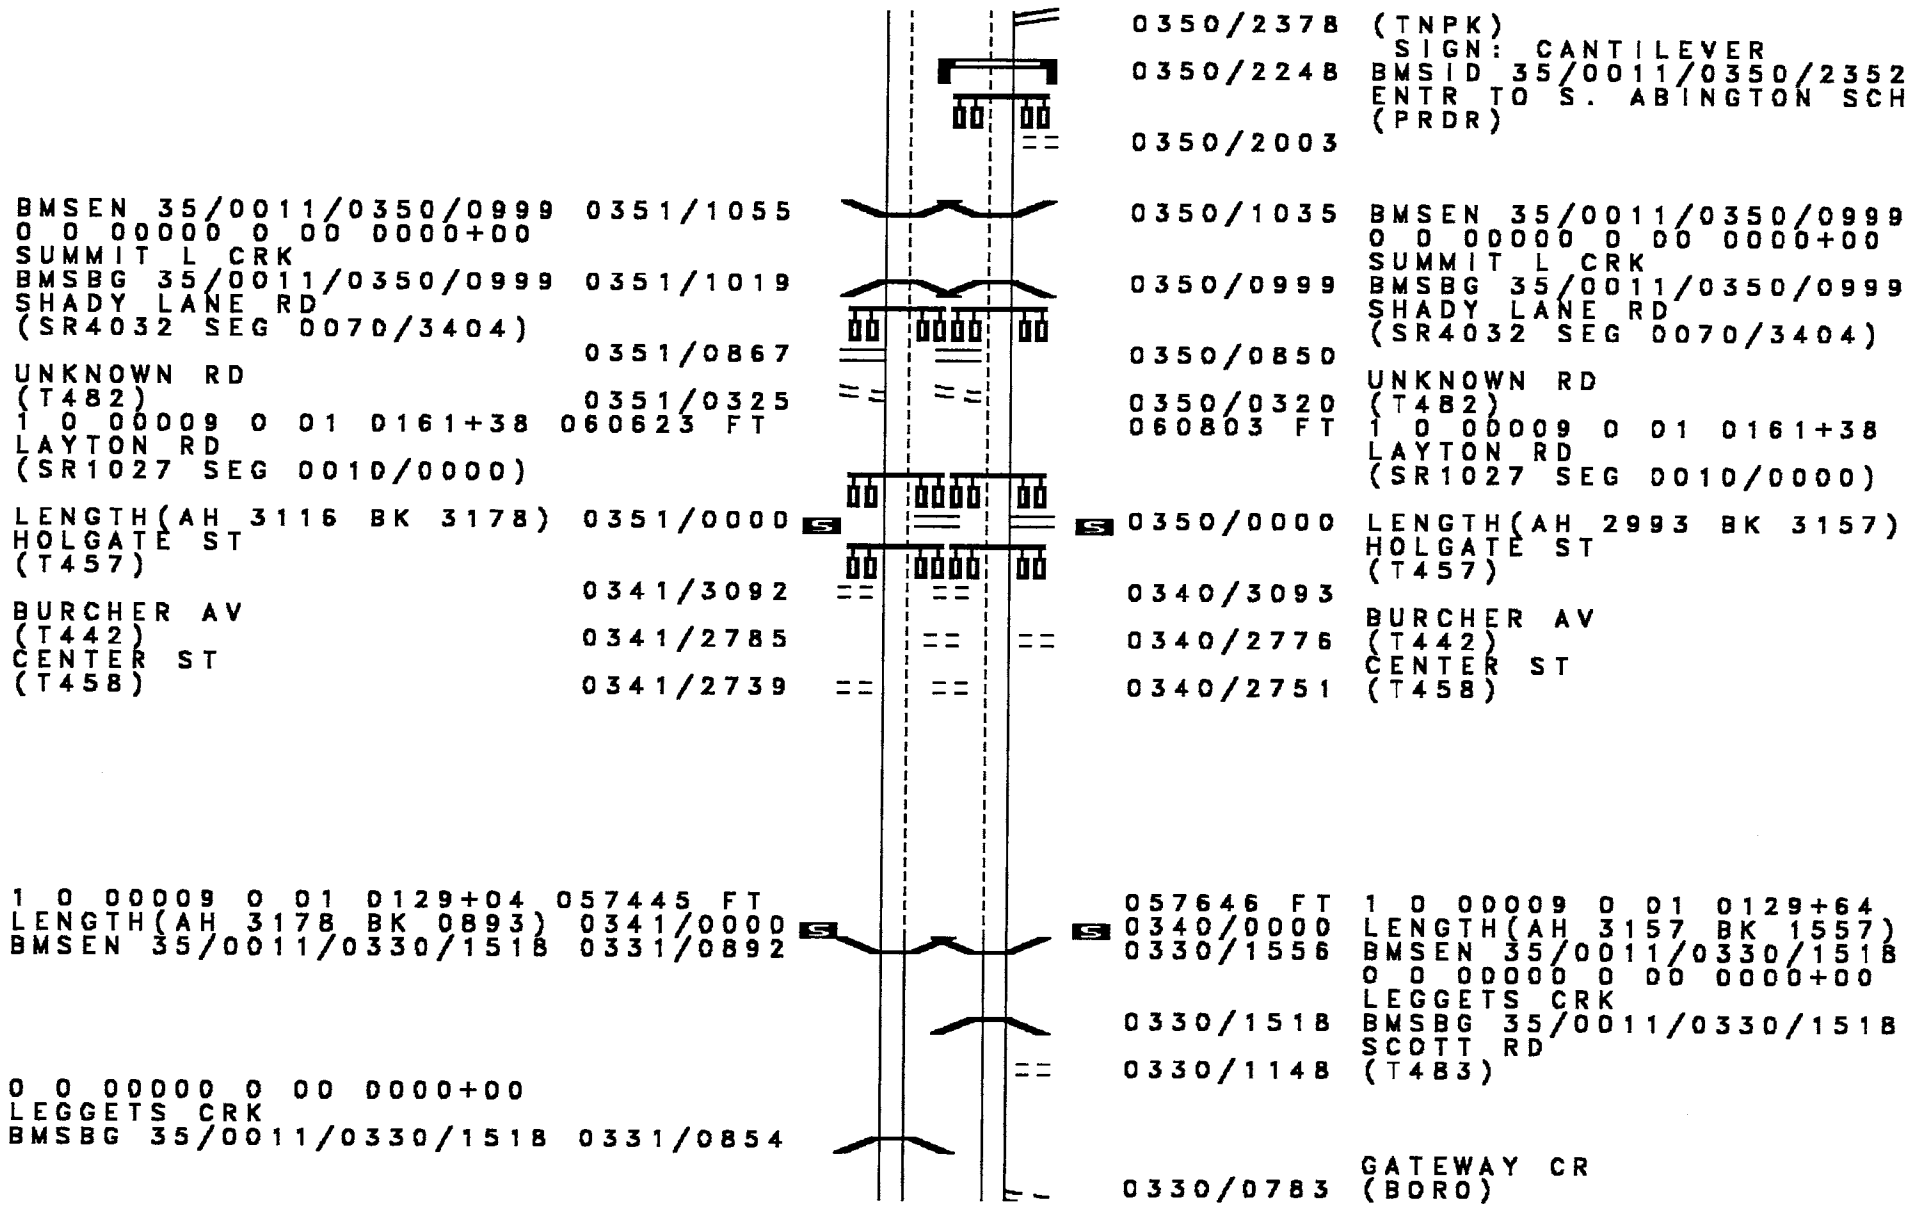 0350/2378 (TNPK)
SIGN: CANTILEVER
0350/2248 BMSID 35/0011/0350/2352
ENTR TO S. ABINGTON SCH
(PRDR)
0350/2003
BMSEN 35/0011/0350/0999 0351/1055
0 0 00000 0 00 0000+00
SUMMIT L CRK
BMSBG 35/0011/0350/0999 0351/1019
SHADY LANE RD
(SR4032 SEG 0070/3404)
0351/0867
UNKNOWN RD
(T482) 0351/0325
1 0 00009 0 01 0161+38 060623 FT
LAYTON RD
(SR1027 SEG 0010/0000)
LENGTH(AH 3116 BK 3178) 0351/0000 S
HOLGATE ST
(T457)
0341/3092
BURCHER AV
(T442) 0341/2785
CENTER ST
(T458) 0341/2739
1 0 00009 0 01 0129+04 057445 FT
LENGTH(AH 3178 BK 0893) 0341/0000 S
BMSEN 35/0011/0330/1518 0331/0892
0 0 00000 0 00 0000+00
LEGGETS CRK
BMSBG 35/0011/0330/1518 0331/0854
0350/1035 BMSEN 35/0011/0350/0999
0 0 00000 0 00 0000+00
SUMMIT L CRK
0350/0999 BMSBG 35/0011/0350/0999
SHADY LANE RD
(SR4032 SEG 0070/3404)
0350/0850
UNKNOWN RD
0350/0320 (T482)
060803 FT 1 0 00009 0 01 0161+38
LAYTON RD
(SR1027 SEG 0010/0000)
S 0350/0000 LENGTH(AH 2993 BK 3157)
HOLGATE ST
(T457)
0340/3093
BURCHER AV
0340/2776 (T442)
CENTER ST
0340/2751 (T458)
057646 FT 1 0 00009 0 01 0129+64
S 0340/0000 LENGTH(AH 3157 BK 1557)
0330/1556 BMSEN 35/0011/0330/1518
0 0 00000 0 00 0000+00
LEGGETS CRK
0330/1518 BMSBG 35/0011/0330/1518
SCOTT RD
0330/1148 (T483)
GATEWAY CR
0330/0783 (BORO)